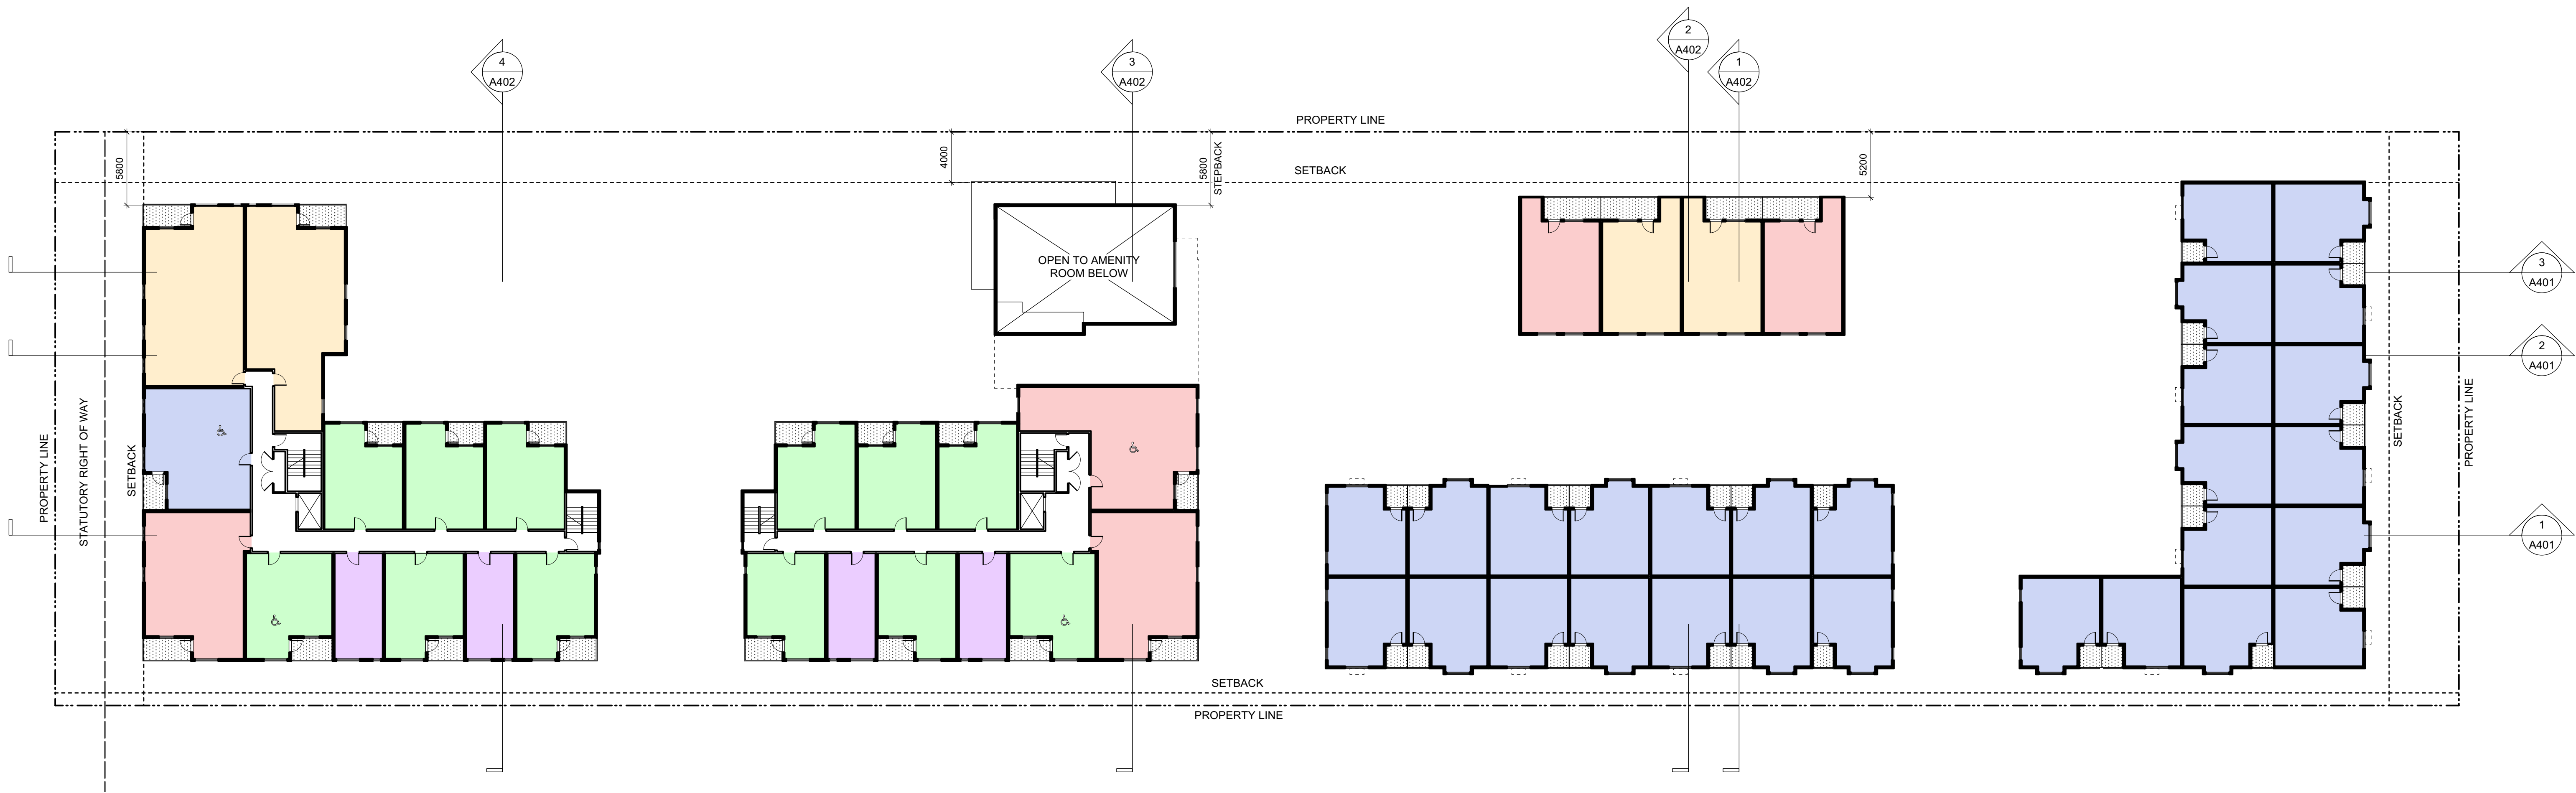 2
A402
4
A402
3
A402
1
A402
PROPERTY LINE
5800
4000
5800
STEPBACK
5200
SETBACK
SETBACK
OPEN TO AMENITY
ROOM BELOW
3
A401
2
A401
1
A401
PROPERTY LINE
STATUTORY RIGHT OF WAY
SETBACK
SETBACK
PROPERTY LINE
SETBACK
PROPERTY LINE